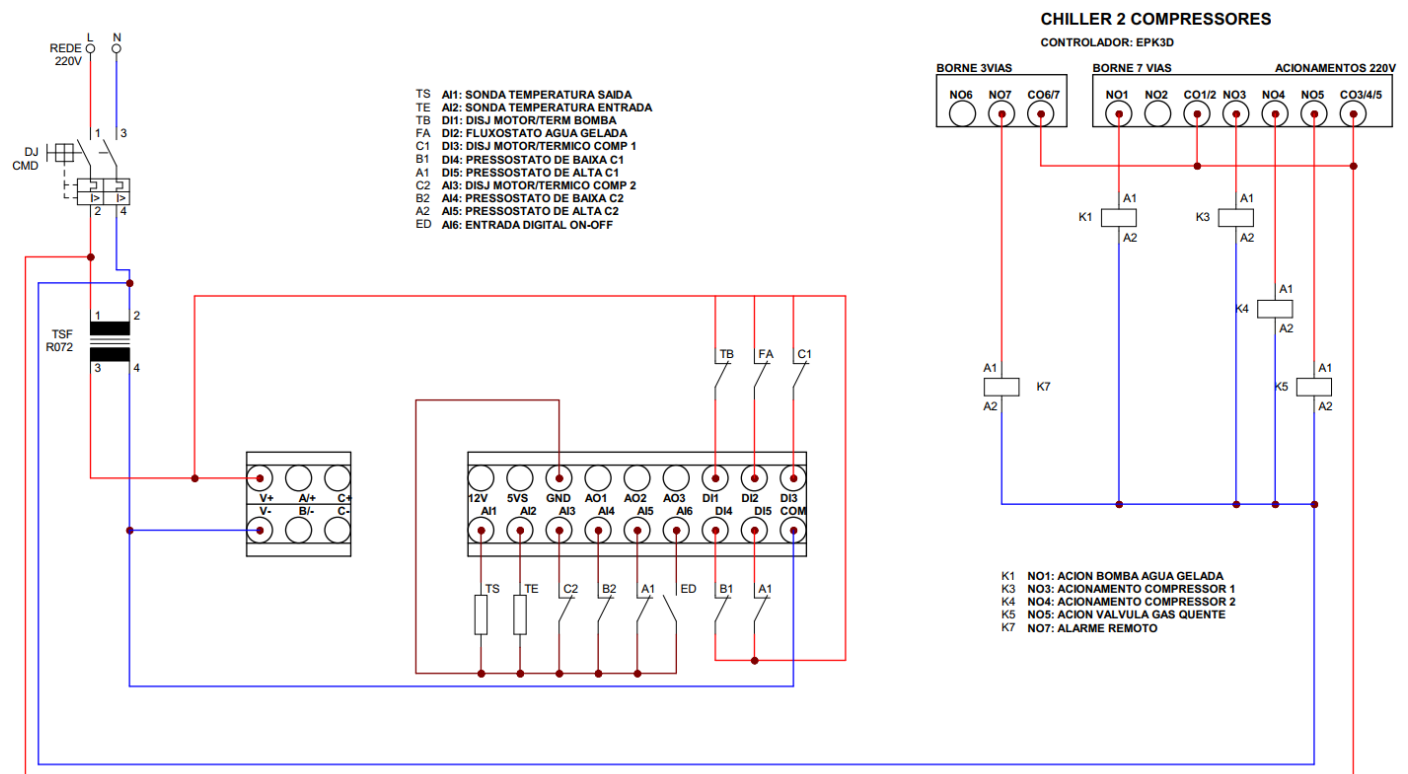 CHILLER 2 COMPRESSORES
CONTROLADOR: EPK3D
BORNE 3VIAS
NO6 NO7 CO6/7
BORNE 7 VIAS ACIONAMENTOS 220V
NO1 NO2 CO1/2 NO3 NO4 NO5 CO3/4/5
L N
REDE
220V
1 3
DJ
CMD
I> I>
2 4
1 2
TSF
R072
3 4
TS AI1: SONDA TEMPERATURA SAIDA
TE AI2: SONDA TEMPERATURA ENTRADA
TB DI1: DISJ MOTOR/TERM BOMBA
FA DI2: FLUXOSTATO AGUA GELADA
C1 DI3: DISJ MOTOR/TERMICO COMP 1
B1 DI4: PRESSOSTATO DE BAIXA C1
A1 DI5: PRESSOSTATO DE ALTA C1
C2 AI3: DISJ MOTOR/TERMICO COMP 2
B2 AI4: PRESSOSTATO DE BAIXA C2
A2 AI5: PRESSOSTATO DE ALTA C2
ED AI6: ENTRADA DIGITAL ON-OFF
A1 A1
K1 K3
A2 A2
A1
K4
A2
A1 A1
K7 K5
A2 A2
TB FA C1
V+ A/+ C+
V- B/- C-
12V 5VS GND AO1 AO2 AO3 DI1 DI2 DI3
AI1 AI2 AI3 AI4 AI5 AI6 DI4 DI5 COM
TS TE C2 B2 A1 ED B1 A1
K1 NO1: ACION BOMBA AGUA GELADA
K3 NO3: ACIONAMENTO COMPRESSOR 1
K4 NO4: ACIONAMENTO COMPRESSOR 2
K5 NO5: ACION VALVULA GAS QUENTE
K7 NO7: ALARME REMOTO